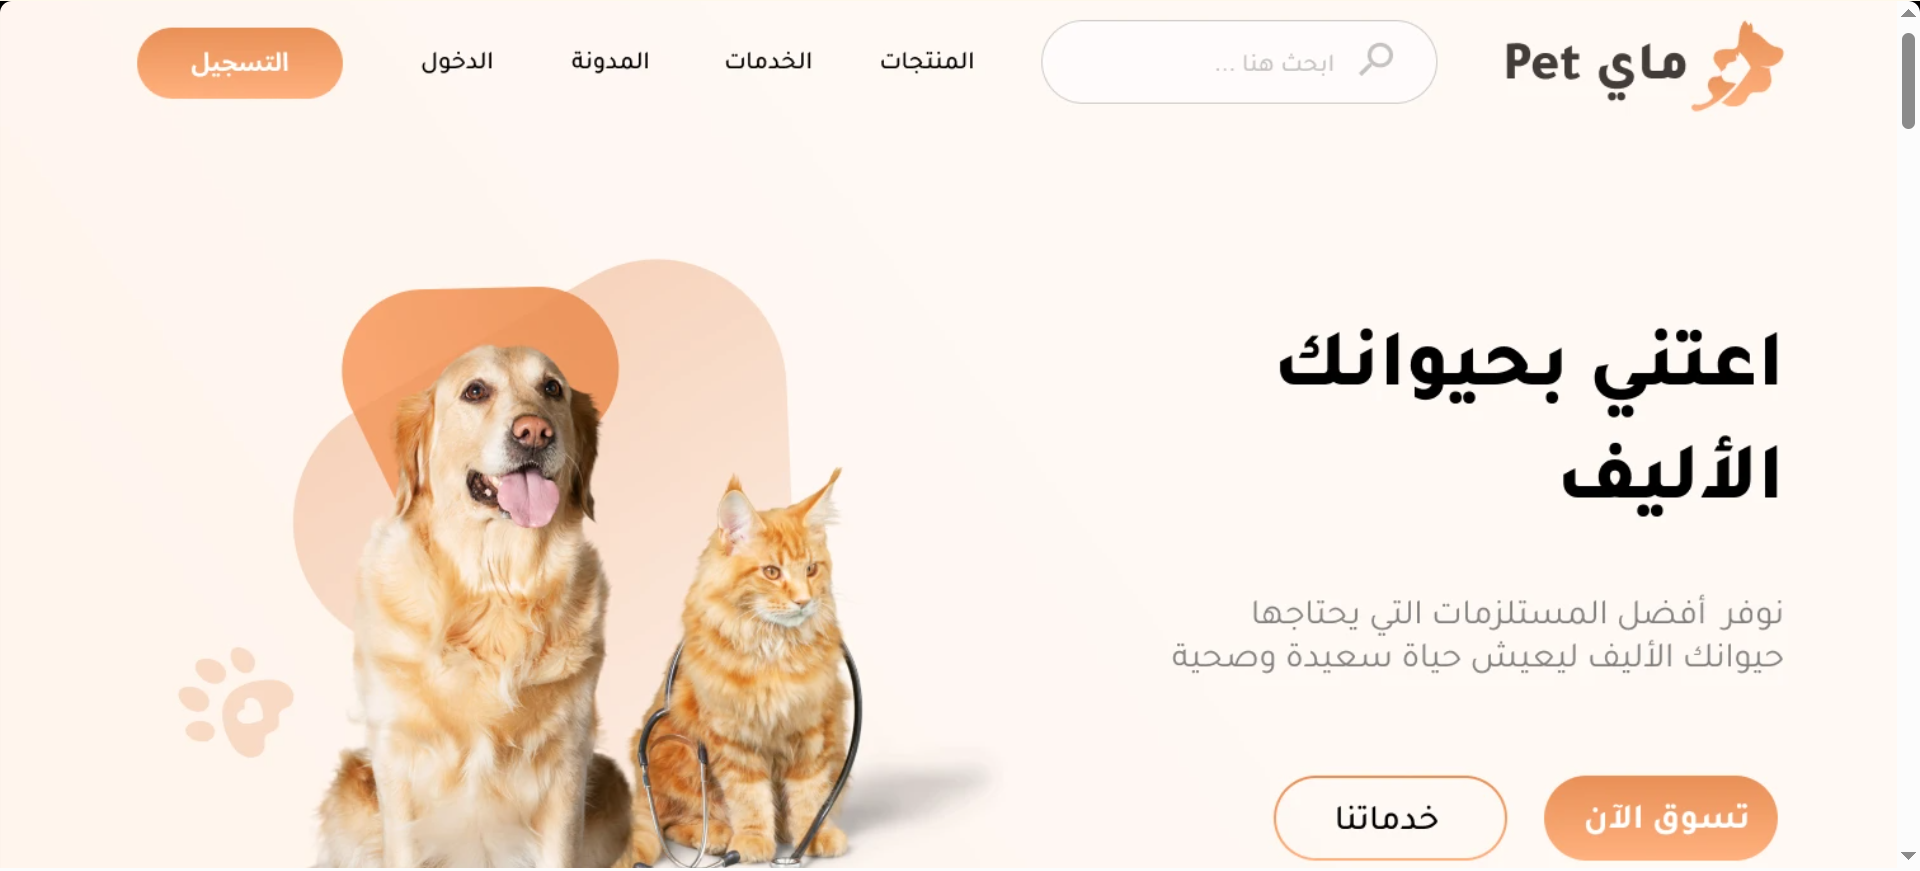 ماي Pet
ابحث هنا ...
المنتجات
الخدمات
المدونة
الدخول
التسجيل
اعتني بحيوانك
الأليف
نوفر أفضل المستلزمات التي يحتاجها
حيوانك الأليف ليعيش حياة سعيدة وصحية
تسوق الآن
خدماتنا